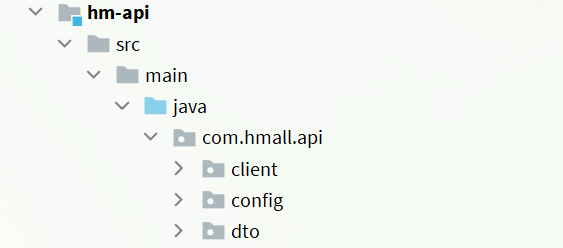 hm-api
src
main
java
com.hmall.api
client
config
dto